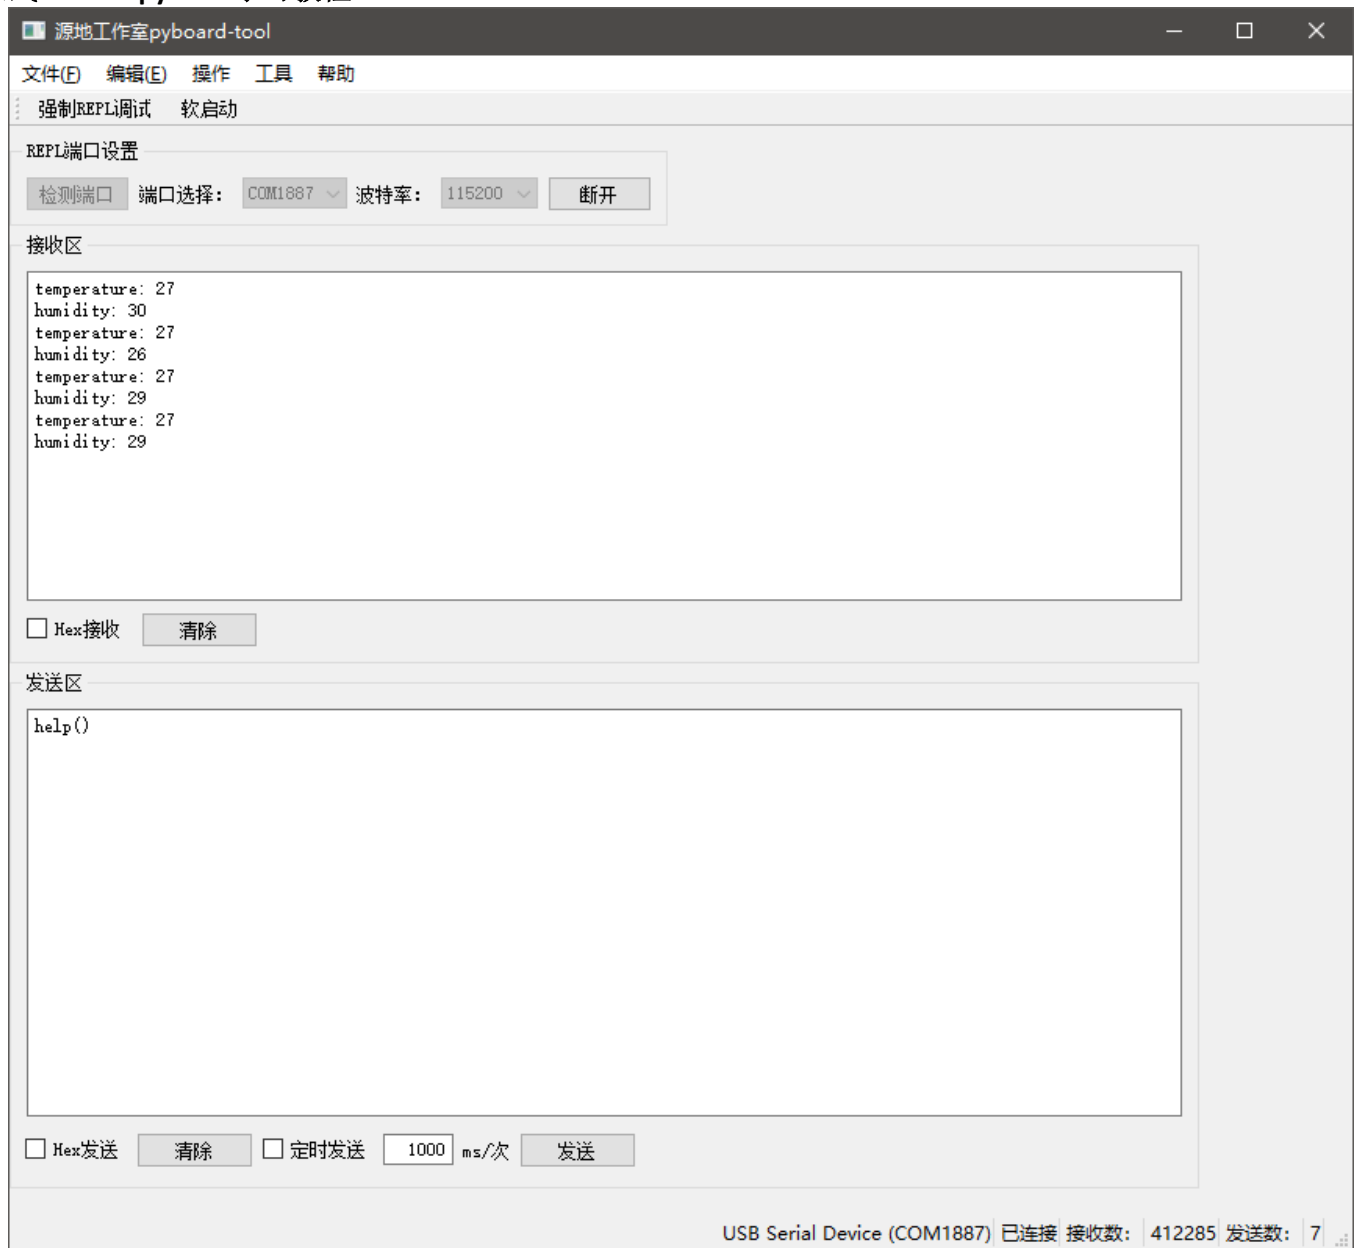 源地工作室pyboard-tool
文件(F) 编辑(E) 操作 工具 帮助
强制REPL调试 软启动
REPL端口设置
检测端口 端口选择: COM1887 波特率: 115200 断开
接收区
temperature: 27
humidity: 30
temperature: 27
humidity: 26
temperature: 27
humidity: 29
temperature: 27
humidity: 29
Hex接收 清除
发送区
help()
Hex发送 清除 定时发送 1000 ms/次 发送
USB Serial Device (COM1887) 已连接 接收数: 412285 发送数: 7